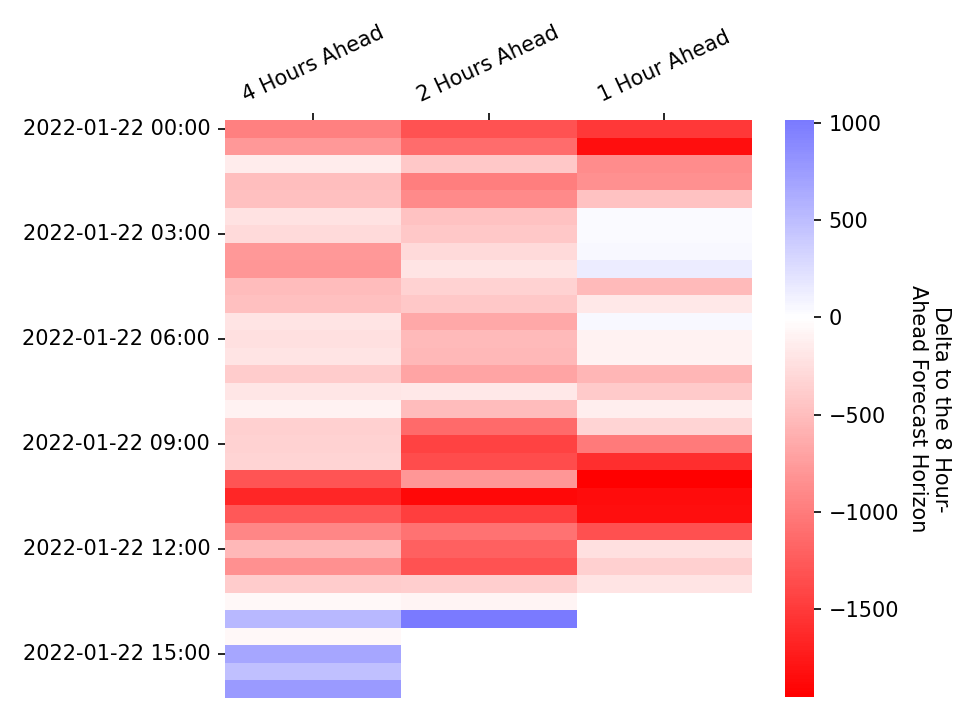 4 Hours Ahead
2 Hours Ahead
1 Hour Ahead
2022-01-22 00:00
2022-01-22 03:00
2022-01-22 06:00
2022-01-22 09:00
2022-01-22 12:00
2022-01-22 15:00
1000
500
0
−500
−1000
−1500
Delta to the 8 Hour-
Ahead Forecast Horizon